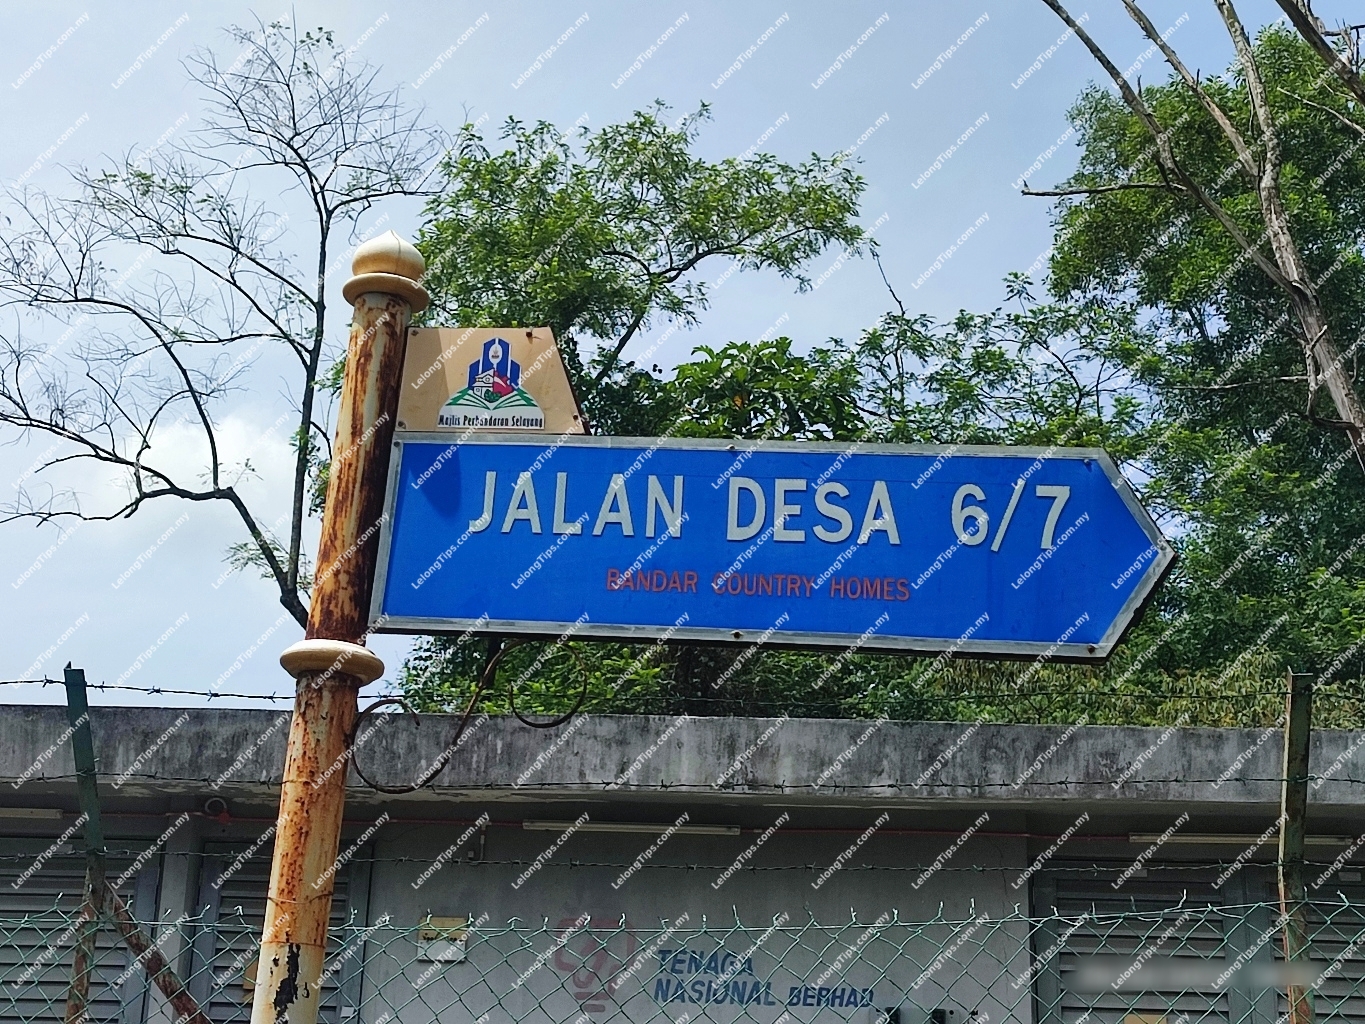 Majlis Perbandaran Selayang
JALAN DESA 6/7
BANDAR COUNTRY HOMES
TENAGA
NASIONAL BERHAD
LelongTips.com.my